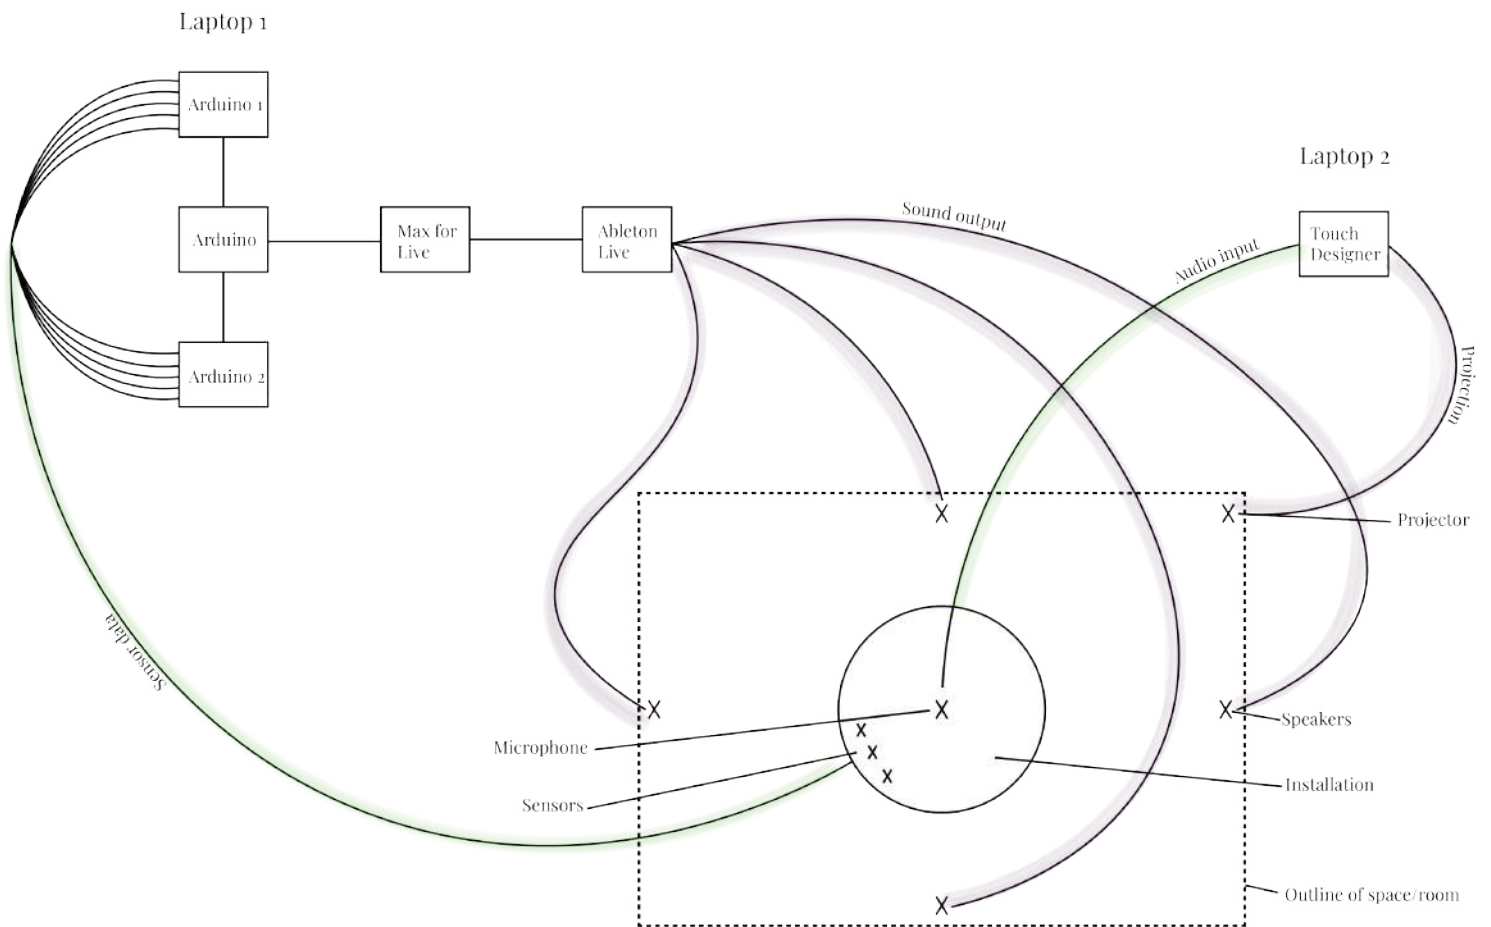 Laptop 1
Arduino 1
Laptop 2
Sound output
Arduino
Max for
Live
Ableton
Live
Touch
Designer
Audio input
Arduino 2
Projection
Projector
Sensor data
Speakers
Microphone
Installation
Sensors
Outline of space/room
X
X
X
X
X
X
X
X
X